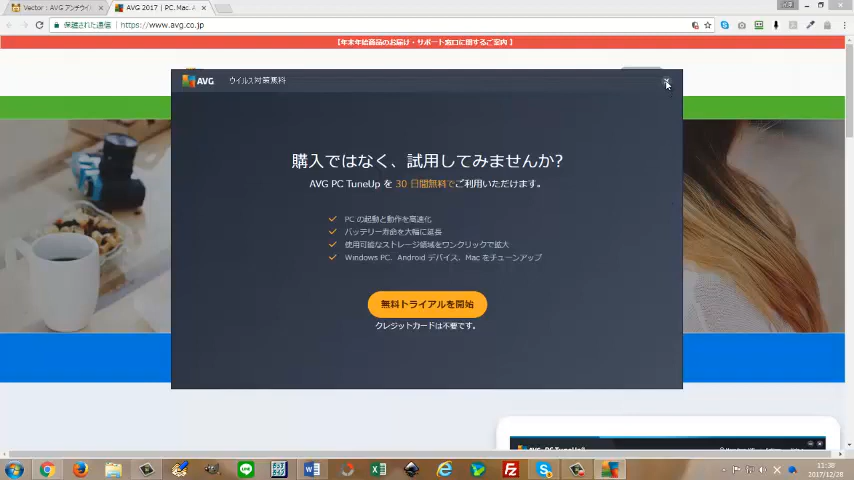 Vector : AVG アンチウイ
AVG 2017 | PC, Mac, A
保護された通信
https://www.avg.co.jp
【年末年始商品のお届け・サポート窓口に関するご案内 】
AVG ウイルス対策無料
購入ではなく、試用してみませんか?
AVG PC TuneUp を 30 日間無料でご利用いただけます。
PC の起動と動作を高速化
バッテリー寿命を大幅に延長
使用可能なストレージ領域をワンクリックで拡大
Windows PC、Android デバイス、Mac をチューンアップ
無料トライアルを開始
クレジットカードは不要です。
AVG PC TuneUp
LINE
11:38
2017/12/28